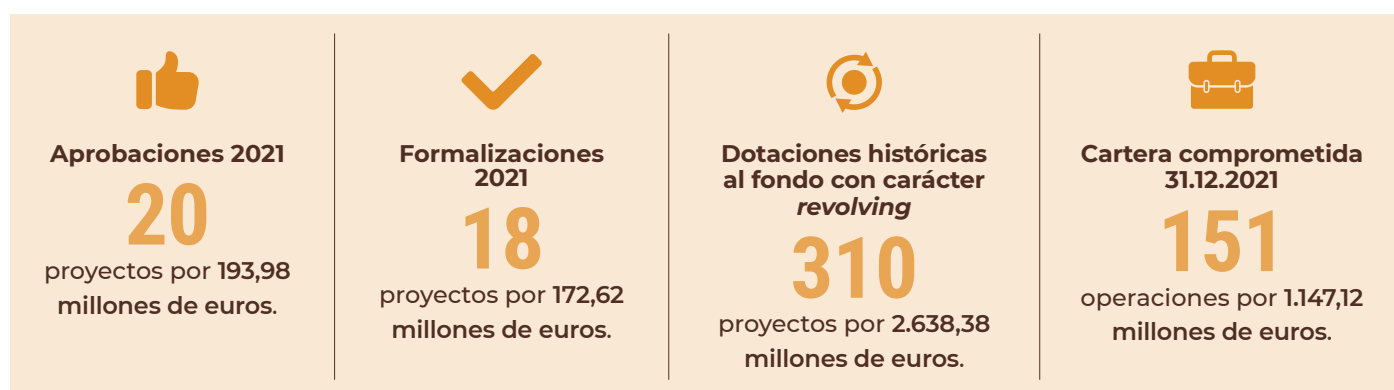 Aprobaciones 2021
20
proyectos por 193,98
millones de euros.
Formalizaciones
2021
18
proyectos por 172,62
millones de euros.
Dotaciones históricas
al fondo con carácter
revolving
310
proyectos por 2.638,38
millones de euros.
Cartera comprometida
31.12.2021
151
operaciones por 1.147,12
millones de euros.